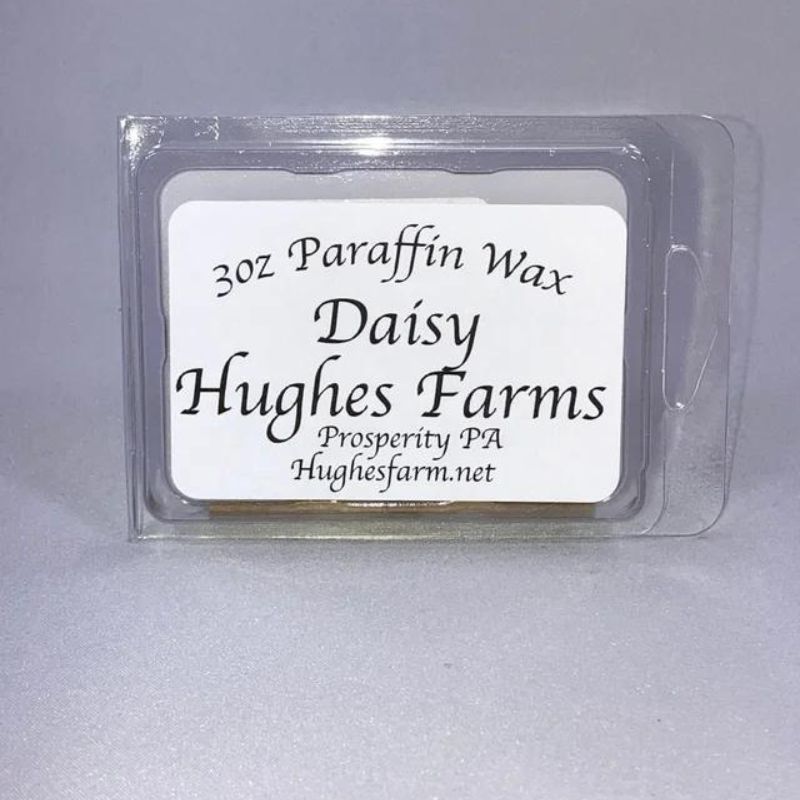 3oz Paraffin Wax
Daisy
Hughes Farms
Prosperity PA
Hughesfarm.net